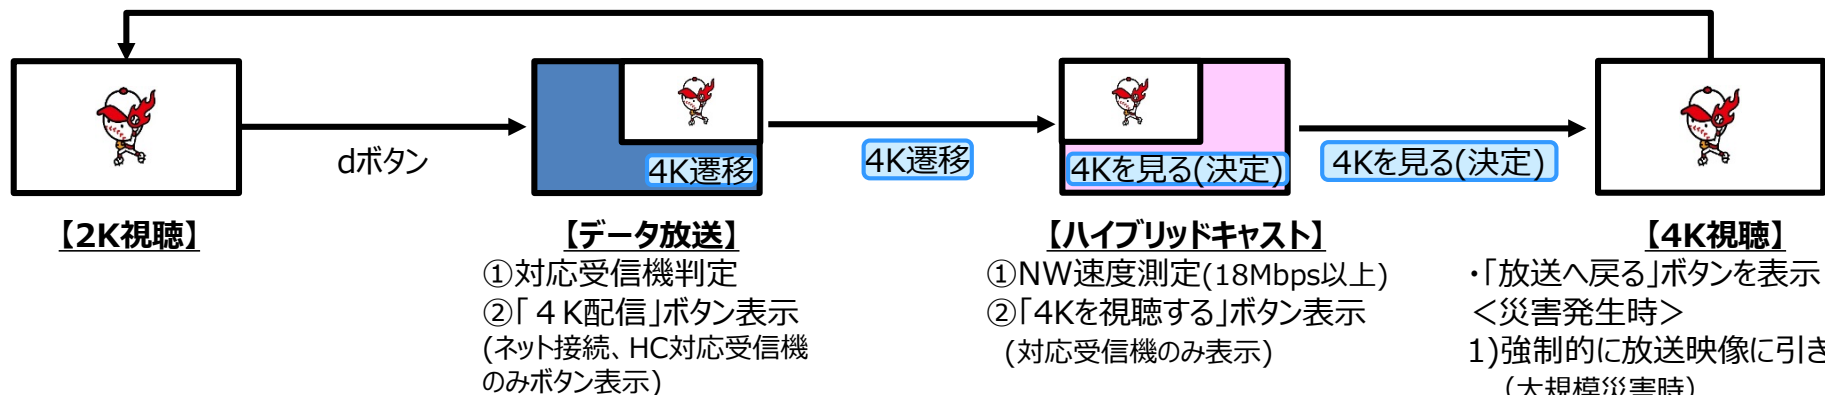 dボタン
4K遷移
4K遷移
4Kを見る(決定)
4Kを見る(決定)
【2K視聴】
【データ放送】
①対応受信機判定
②「４K配信」ボタン表示
(ネット接続、HC対応受信機
のみボタン表示)
【ハイブリッドキャスト】
①NW速度測定(18Mbps以上)
②「4Kを視聴する」ボタン表示
(対応受信機のみ表示)
【4K視聴】
・「放送へ戻る」ボタンを表示
＜災害発生時＞
1)強制的に放送映像に引き
(大規模災害時)